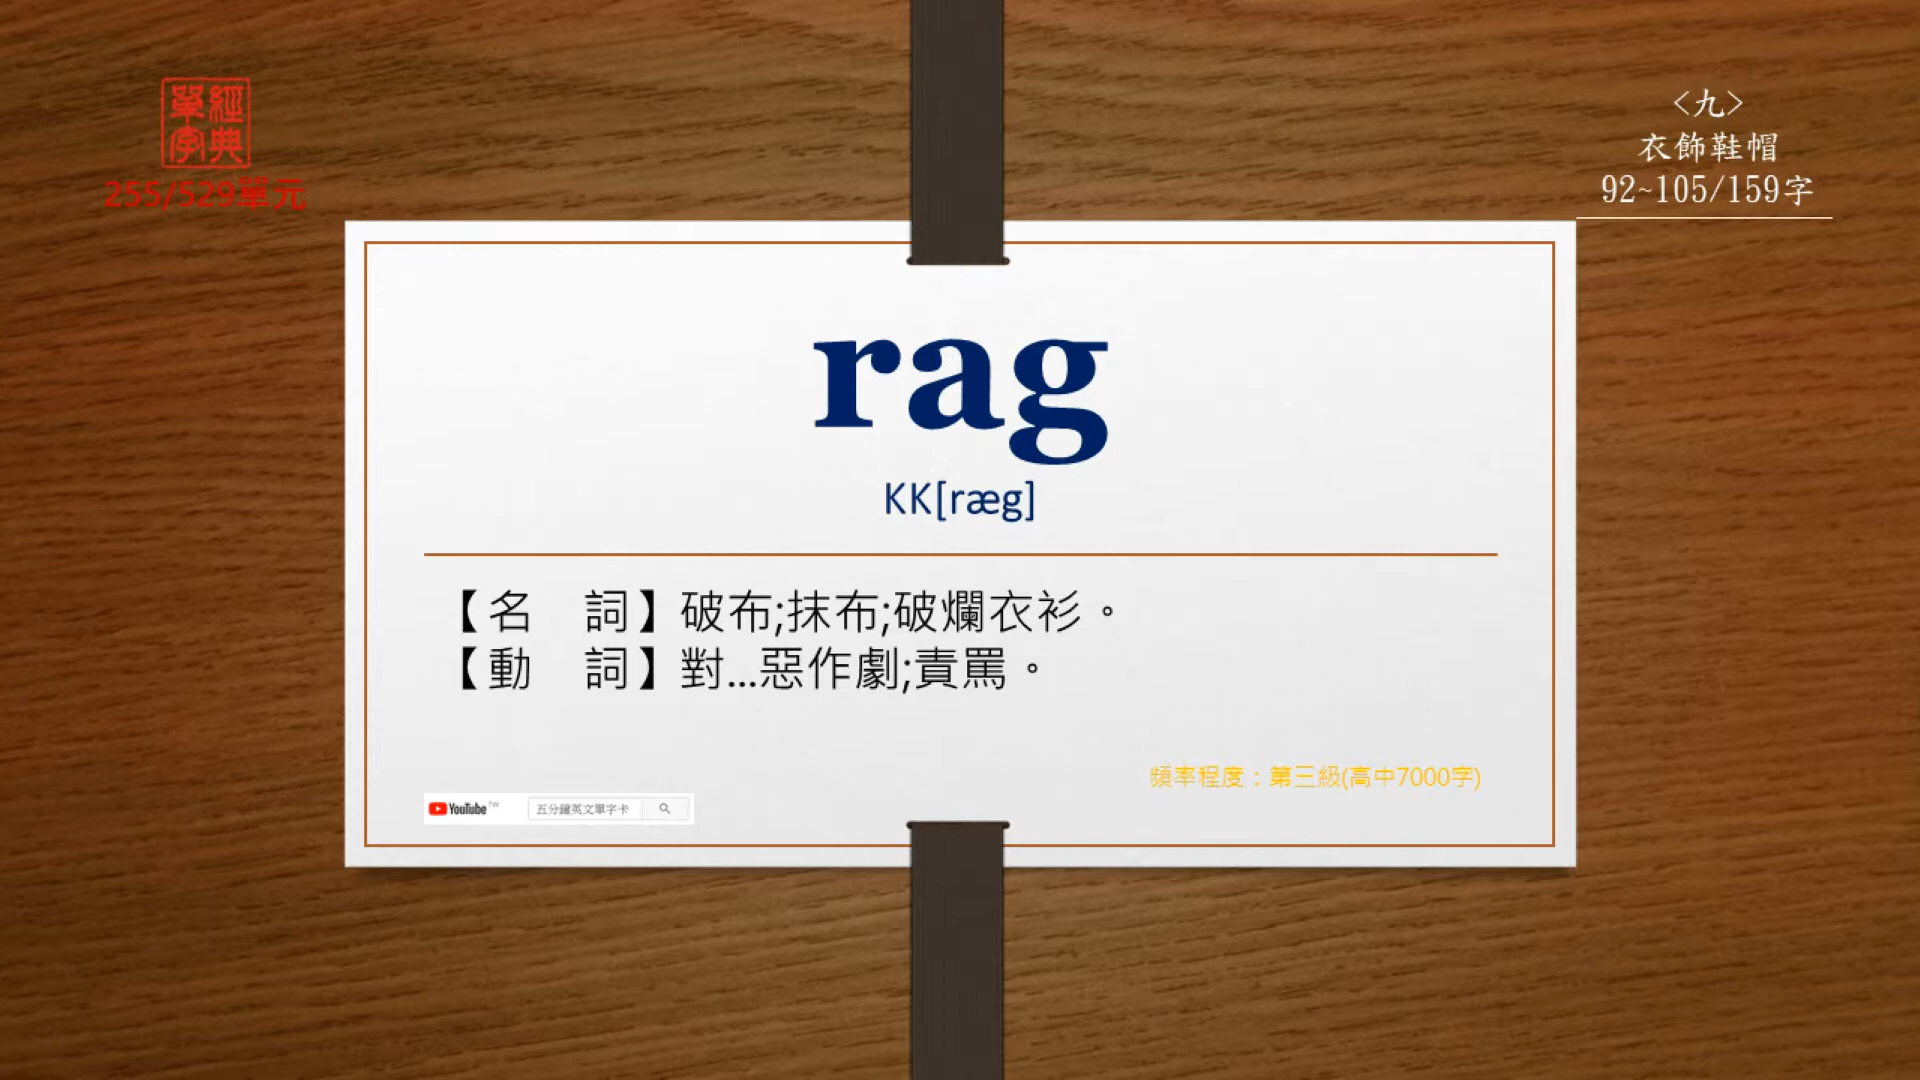 經典單字
255/529單元
<九>
衣飾鞋帽
92~105/159字
rag
KK[ræg]
【名　詞】破布;抹布;破爛衣衫。
【動　詞】對...惡作劇;責罵。
頻率程度：第三級(高中7000字)
YouTube TW
五分鐘英文單字卡